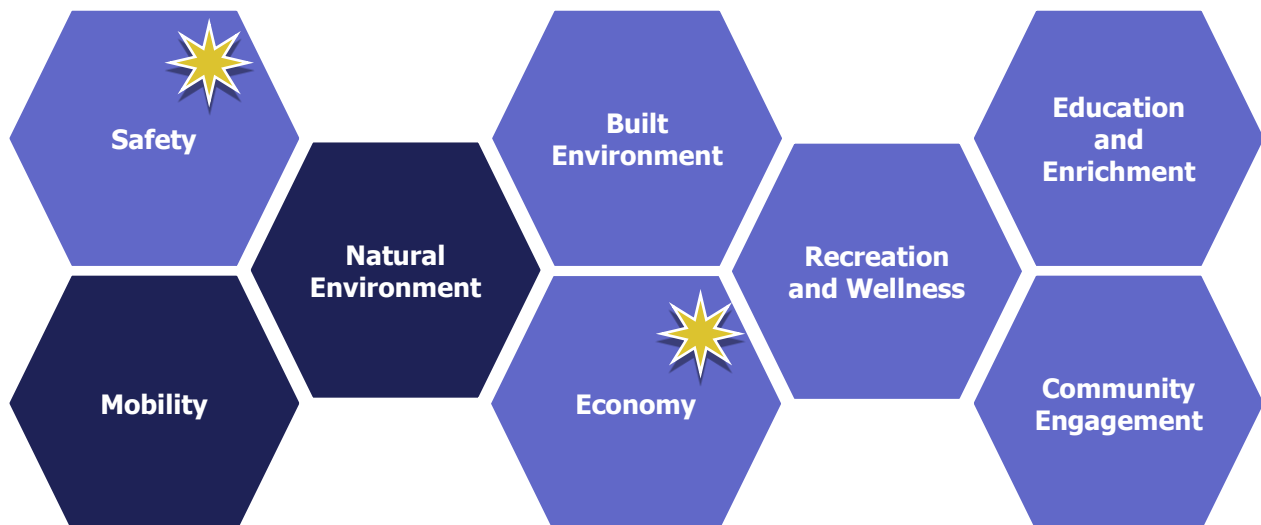 Safety
Mobility
Natural
Environment
Built
Environment
Economy
Recreation
and Wellness
Education
and
Enrichment
Community
Engagement